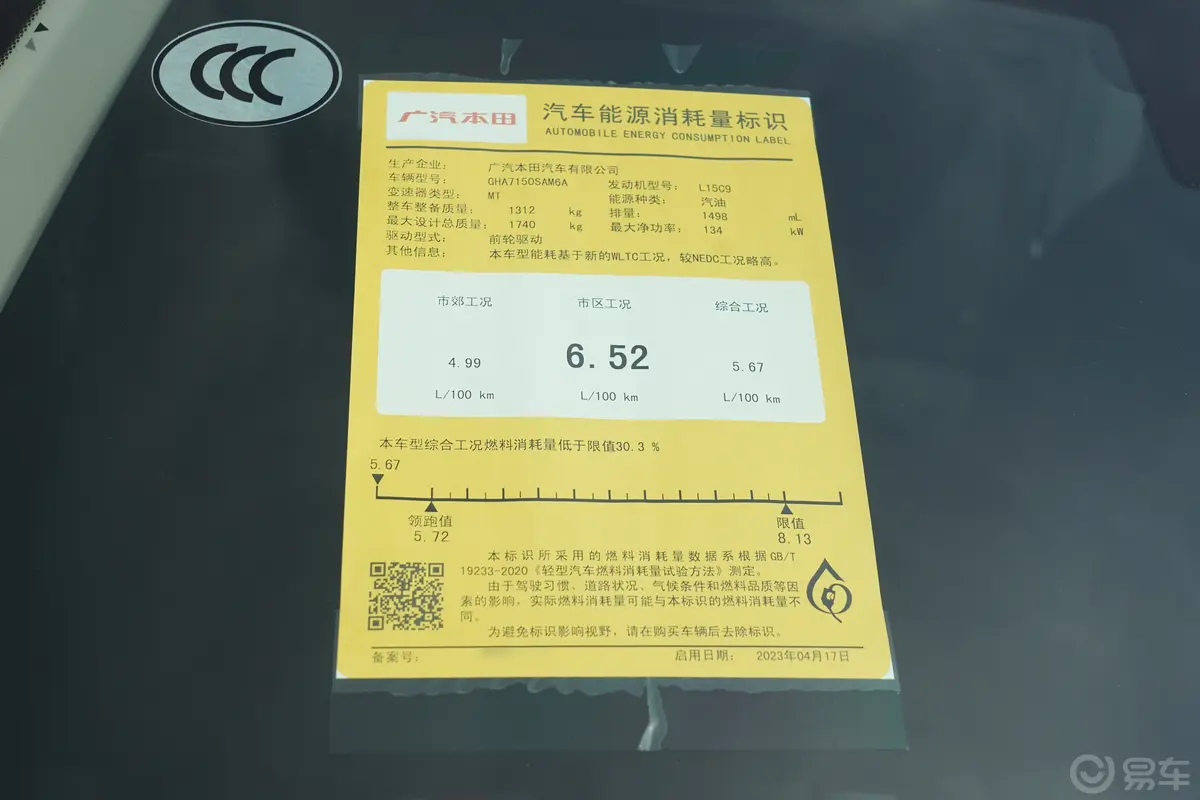 CCC
广汽本田
汽车能源消耗量标识
AUTOMOBILE ENERGY CONSUMPTION LABEL
生产企业: 广汽本田汽车有限公司
车辆型号: GHA7150SAM6A 发动机型号: L15C9
变速器类型: MT 能源种类: 汽油
整车整备质量: 1312 kg 排量: 1498 mL
最大设计总质量: 1740 kg 最大净功率: 134 kW
驱动型式: 前轮驱动
其他信息: 本车型能耗基于新的WLTC工况,较NEDC工况略高。
市郊工况 市区工况 综合工况
4.99 6.52 5.67
L/100 km L/100 km L/100 km
本车型综合工况燃料消耗量低于限值30.3 %
5.67
领跑值 限值
5.72 8.13
本标识所采用的燃料消耗量数据系根据GB/T
19233-2020《轻型汽车燃料消耗量试验方法》测定。
由于驾驶习惯、道路状况、气候条件和燃料品质等因
素的影响,实际燃料消耗量可能与本标识的燃料消耗量不
同。
为避免标识影响视野,请在购买车辆后去除标识。
备案号: 启用日期: 2023年04月17日
易车